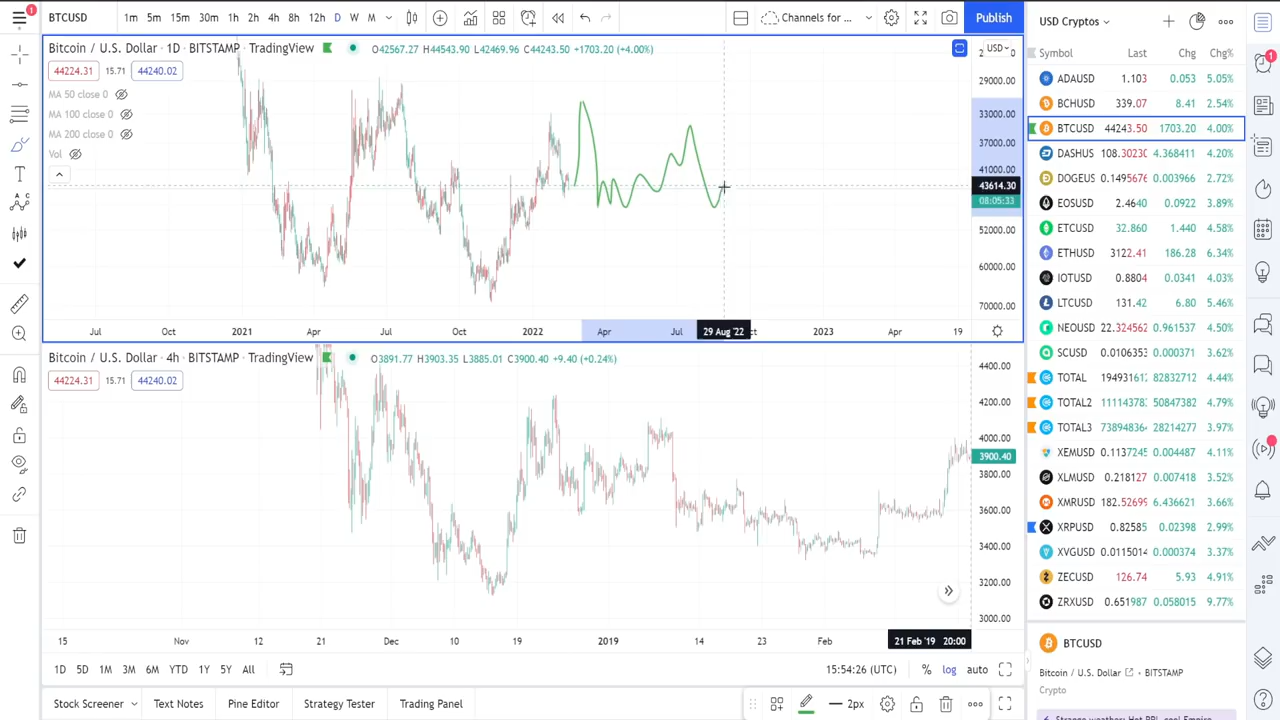 BTCUSD 1m 5m 15m 30m 1h 2h 4h 8h 12h D W M Channels for ... Publish
Bitcoin / U.S. Dollar · 1D · BITSTAMP · TradingView O42567.27 H44543.90 L42469.96 C44243.50 +1703.20 (+4.00%) USD
44224.31 15.71 44240.02
MA 50 close 0
MA 100 close 0
MA 200 close 0
Vol
29000.00
33000.00
37000.00
41000.00
43614.30
08:05:33
52000.00
60000.00
70000.00
Jul Oct 2021 Apr Jul Oct 2022 Apr Jul 29 Aug '22 ct 2023 Apr 19
Bitcoin / U.S. Dollar · 4h · BITSTAMP · TradingView O3891.77 H3903.35 L3885.01 C3900.40 +9.40 (+0.24%)
44224.31 15.71 44240.02
4400.00
4200.00
4000.00
3900.40
3800.00
3600.00
3400.00
3200.00
3000.00
15 Nov 12 21 Dec 10 19 2019 14 23 Feb 21 Feb '19 20:00
1D 5D 1M 3M 6M YTD 1Y 5Y All 15:54:26 (UTC) % log auto
Stock Screener Text Notes Pine Editor Strategy Tester Trading Panel 2px
USD Cryptos
Symbol Last Chg Chg%
ADAUSD 1.103 0.053 5.05%
BCHUSD 339.07 8.41 2.54%
BTCUSD 44243.50 1703.20 4.00%
DASHUS 108.30230 4.368411 4.20%
DOGEUS 0.1495676 0.003966 2.72%
EOSUSD 2.4640 0.0922 3.89%
ETCUSD 32.860 1.440 4.58%
ETHUSD 3122.41 186.28 6.34%
IOTUSD 0.8804 0.0341 4.03%
LTCUSD 131.42 6.80 5.46%
NEOUSD 22.324562 0.961537 4.50%
SCUSD 0.0106353 0.000371 3.62%
TOTAL 194931612 82832712 4.44%
TOTAL2 111143783 50847382 4.79%
TOTAL3 738948364 28214277 3.97%
XEMUSD 0.1137245 0.004487 4.11%
XLMUSD 0.218127 0.007418 3.52%
XMRUSD 182.52699 6.436621 3.66%
XRPUSD 0.82585 0.02398 2.99%
XVGUSD 0.0115014 0.000374 3.37%
ZECUSD 126.74 5.93 4.91%
ZRXUSD 0.651987 0.058015 9.77%
BTCUSD
Bitcoin / U.S. Dollar · BITSTAMP
Crypto